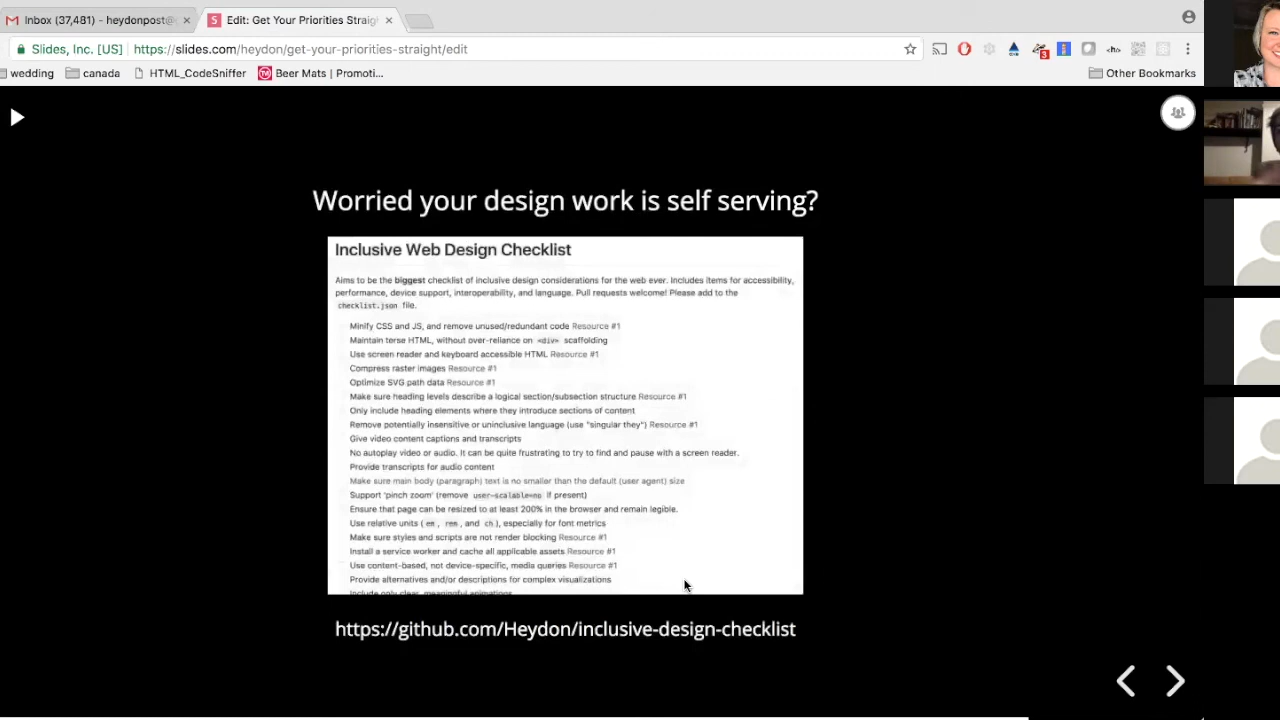 Inbox (37,481) - heydonpost@
Edit: Get Your Priorities Straig
Slides, Inc. [US]
https://slides.com/heydon/get-your-priorities-straight/edit
wedding
canada
HTML_CodeSniffer
Beer Mats | Promoti...
Other Bookmarks
Worried your design work is self serving?
Inclusive Web Design Checklist
Aims to be the biggest checklist of inclusive design considerations for the web ever. Includes items for accessibility,
performance, device support, interoperability, and language. Pull requests welcome! Please add to the
checklist.json file.
Minify CSS and JS, and remove unused/redundant code Resource #1
Maintain terse HTML, without over-reliance on <div> scaffolding
Use screen reader and keyboard accessible HTML Resource #1
Compress raster images Resource #1
Optimize SVG path data Resource #1
Make sure heading levels describe a logical section/subsection structure Resource #1
Only include heading elements where they introduce sections of content
Remove potentially insensitive or uninclusive language (use "singular they") Resource #1
Give video content captions and transcripts
No autoplay video or audio. It can be quite frustrating to try to find and pause with a screen reader.
Provide transcripts for audio content
Make sure main body (paragraph) text is no smaller than the default (user agent) size
Support 'pinch zoom' (remove user-scalable=no if present)
Ensure that page can be resized to at least 200% in the browser and remain legible.
Use relative units (em, rem, and ch), especially for font metrics
Make sure styles and scripts are not render blocking Resource #1
Install a service worker and cache all applicable assets Resource #1
Use content-based, not device-specific, media queries Resource #1
Provide alternatives and/or descriptions for complex visualizations
Include only clear, meaningful animations
https://github.com/Heydon/inclusive-design-checklist